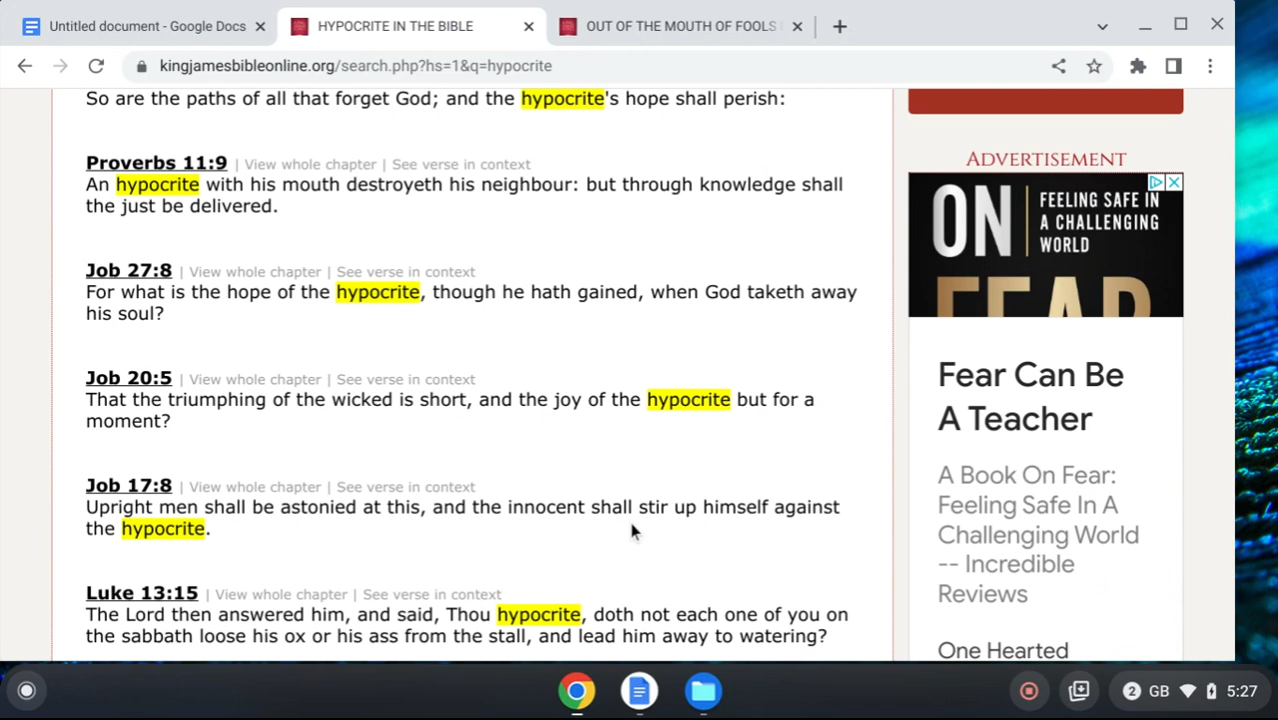 Untitled document - Google Docs
HYPOCRITE IN THE BIBLE
OUT OF THE MOUTH OF FOOLS
kingjamesbibleonline.org/search.php?hs=1&q=hypocrite
So are the paths of all that forget God; and the hypocrite's hope shall perish:
Proverbs 11:9 | View whole chapter | See verse in context
An hypocrite with his mouth destroyeth his neighbour: but through knowledge shall
the just be delivered.
Job 27:8 | View whole chapter | See verse in context
For what is the hope of the hypocrite, though he hath gained, when God taketh away
his soul?
Job 20:5 | View whole chapter | See verse in context
That the triumphing of the wicked is short, and the joy of the hypocrite but for a
moment?
Job 17:8 | View whole chapter | See verse in context
Upright men shall be astonied at this, and the innocent shall stir up himself against
the hypocrite.
Luke 13:15 | View whole chapter | See verse in context
The Lord then answered him, and said, Thou hypocrite, doth not each one of you on
the sabbath loose his ox or his ass from the stall, and lead him away to watering?
ADVERTISEMENT
ON
FEELING SAFE IN
A CHALLENGING
WORLD
FEAR
Fear Can Be
A Teacher
A Book On Fear:
Feeling Safe In A
Challenging World
-- Incredible
Reviews
One Hearted
2 GB 5:27